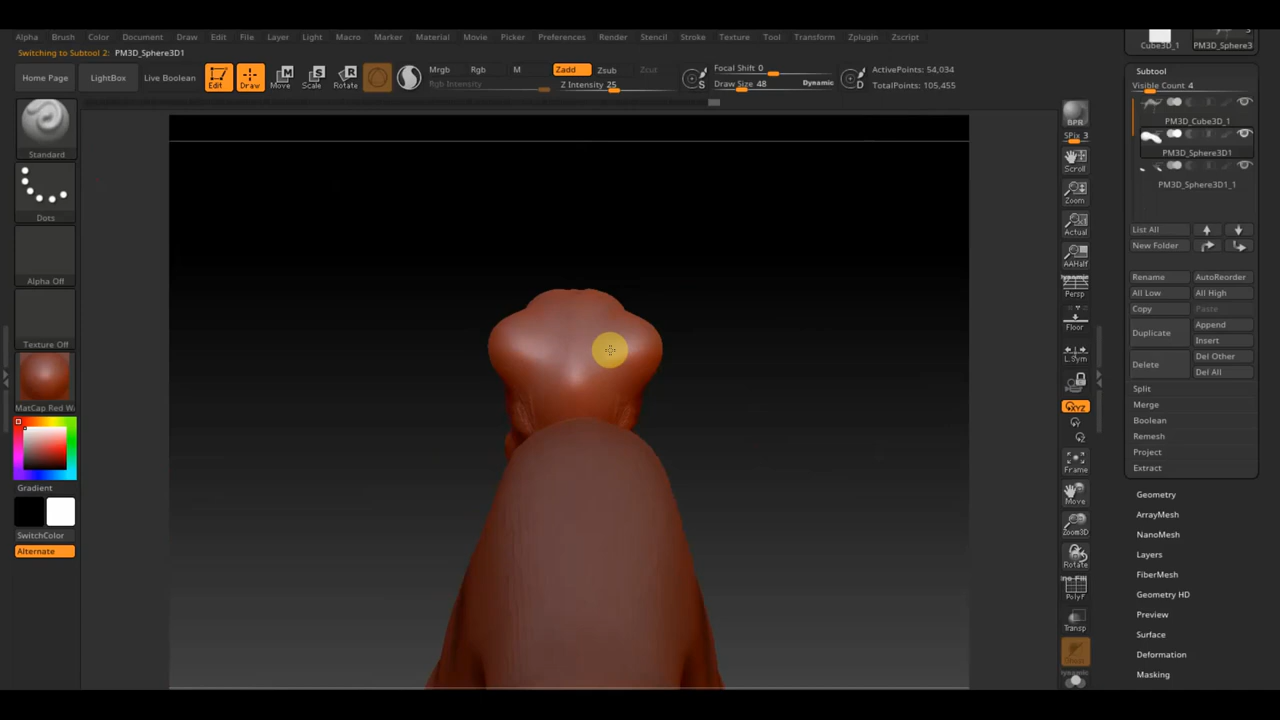 Alpha Brush Color Document Draw Edit File Layer Light Macro Marker Material Movie Picker Preferences Render Stencil Stroke Texture Tool Transform Zplugin Zscript
Switching to Subtool 2: PM3D_Sphere3D1
Home Page LightBox Live Boolean
Edit Draw Move Scale Rotate
Mrgb Rgb M
Rgb Intensity
Zadd Zsub Zcut
Z Intensity 25
Focal Shift 0
Draw Size 48 Dynamic
ActivePoints: 54,034
TotalPoints: 105,455
Standard
Dots
Alpha Off
Texture Off
MatCap Red W
Gradient
SwitchColor
Alternate
BPR
SPix 3
Scroll
Zoom
Actual
AAHalf
Persp
Floor
L.Sym
XYZ
Frame
Move
Zoom3D
Rotate
PolyF
Transp
Cube3D_1 PM3D_Sphere3
Subtool
Visible Count 4
PM3D_Cube3D_1
PM3D_Sphere3D1
PM3D_Sphere3D1_1
List All
New Folder
Rename AutoReorder
All Low All High
Copy
Duplicate Append
Insert
Delete Del Other
Del All
Split
Merge
Boolean
Remesh
Project
Extract
Geometry
ArrayMesh
NanoMesh
Layers
FiberMesh
Geometry HD
Preview
Surface
Deformation
Masking